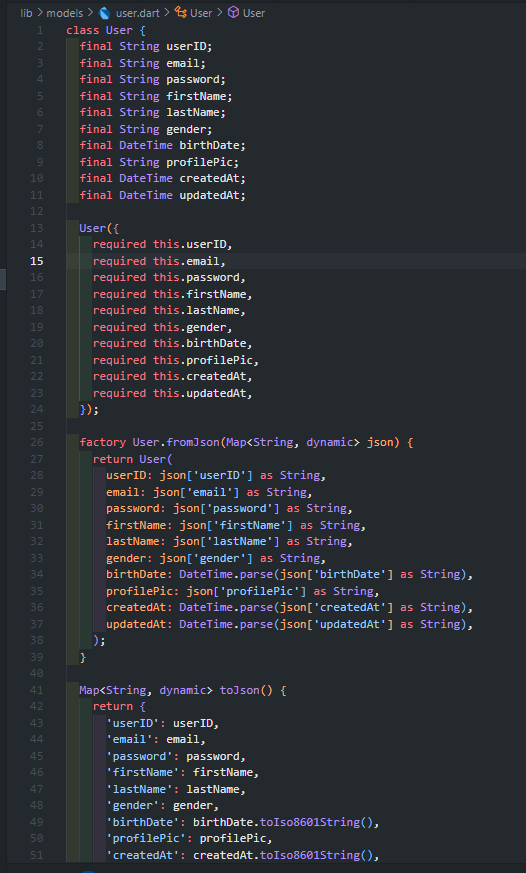 lib > models > user.dart > User > User
1 class User {
2   final String userID;
3   final String email;
4   final String password;
5   final String firstName;
6   final String lastName;
7   final String gender;
8   final DateTime birthDate;
9   final String profilePic;
10   final DateTime createdAt;
11   final DateTime updatedAt;
12
13   User({
14     required this.userID,
15     required this.email,
16     required this.password,
17     required this.firstName,
18     required this.lastName,
19     required this.gender,
20     required this.birthDate,
21     required this.profilePic,
22     required this.createdAt,
23     required this.updatedAt,
24   });
25
26   factory User.fromJson(Map<String, dynamic> json) {
27     return User(
28       userID: json['userID'] as String,
29       email: json['email'] as String,
30       password: json['password'] as String,
31       firstName: json['firstName'] as String,
32       lastName: json['lastName'] as String,
33       gender: json['gender'] as String,
34       birthDate: DateTime.parse(json['birthDate'] as String),
35       profilePic: json['profilePic'] as String,
36       createdAt: DateTime.parse(json['createdAt'] as String),
37       updatedAt: DateTime.parse(json['updatedAt'] as String),
38     );
39   }
40
41   Map<String, dynamic> toJson() {
42     return {
43       'userID': userID,
44       'email': email,
45       'password': password,
46       'firstName': firstName,
47       'lastName': lastName,
48       'gender': gender,
49       'birthDate': birthDate.toIso8601String(),
50       'profilePic': profilePic,
51       'createdAt': createdAt.toIso8601String(),